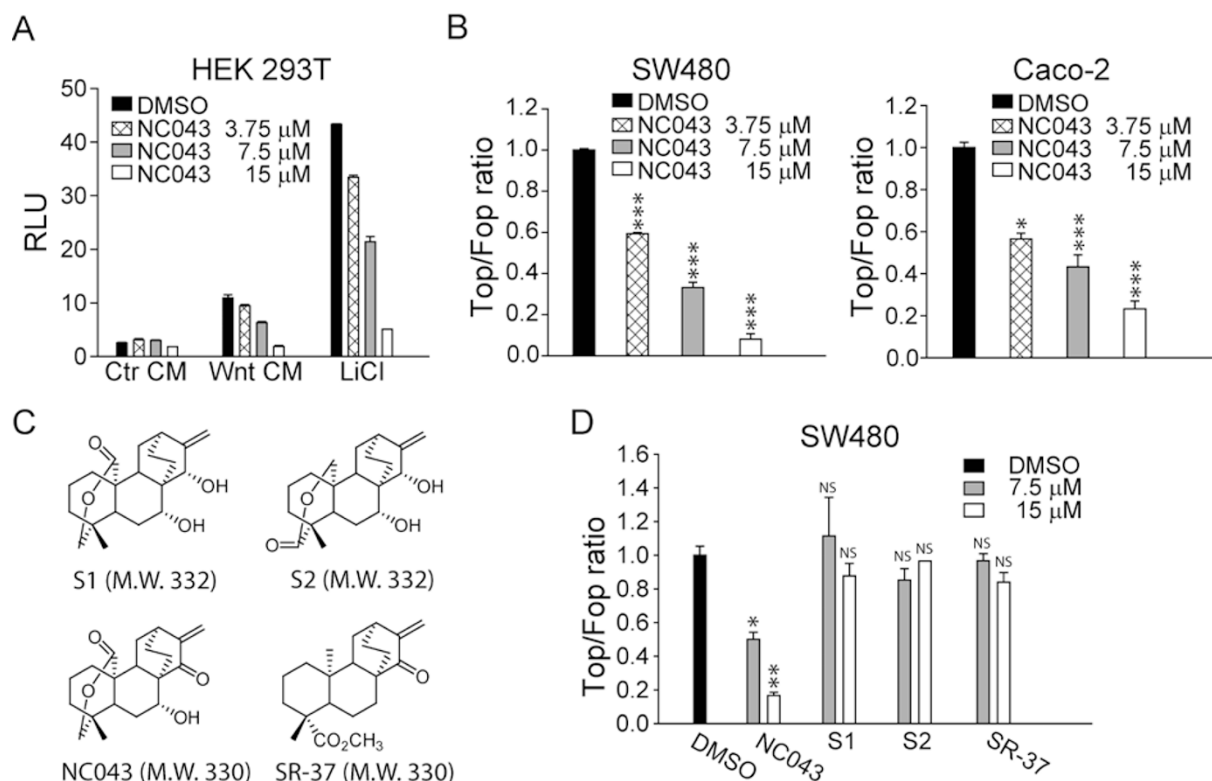 A
HEK 293T
RLU
50
40
30
20
10
0
DMSO
NC043 3.75 μM
NC043 7.5 μM
NC043 15 μM
Ctr CM Wnt CM LiCl
B
SW480
Top/Fop ratio
1.2
1.0
0.8
0.6
0.4
0.2
0.0
DMSO
NC043 3.75 μM
NC043 7.5 μM
NC043 15 μM
***
***
***
Caco-2
Top/Fop ratio
1.2
1.0
0.8
0.6
0.4
0.2
0.0
DMSO
NC043 3.75 μM
NC043 7.5 μM
NC043 15 μM
*
***
***
C
O
O
OH
OH
S1 (M.W. 332)
O
O
OH
OH
S2 (M.W. 332)
O
O
O
OH
NC043 (M.W. 330)
O
CO₂CH₃
SR-37 (M.W. 330)
D
SW480
Top/Fop ratio
1.6
1.4
1.2
1.0
0.8
0.6
0.4
0.2
0.0
DMSO
7.5 μM
15 μM
*
**
NS
NS
NS
NS
NS
NS
DMSO
NC043
S1
S2
SR-37